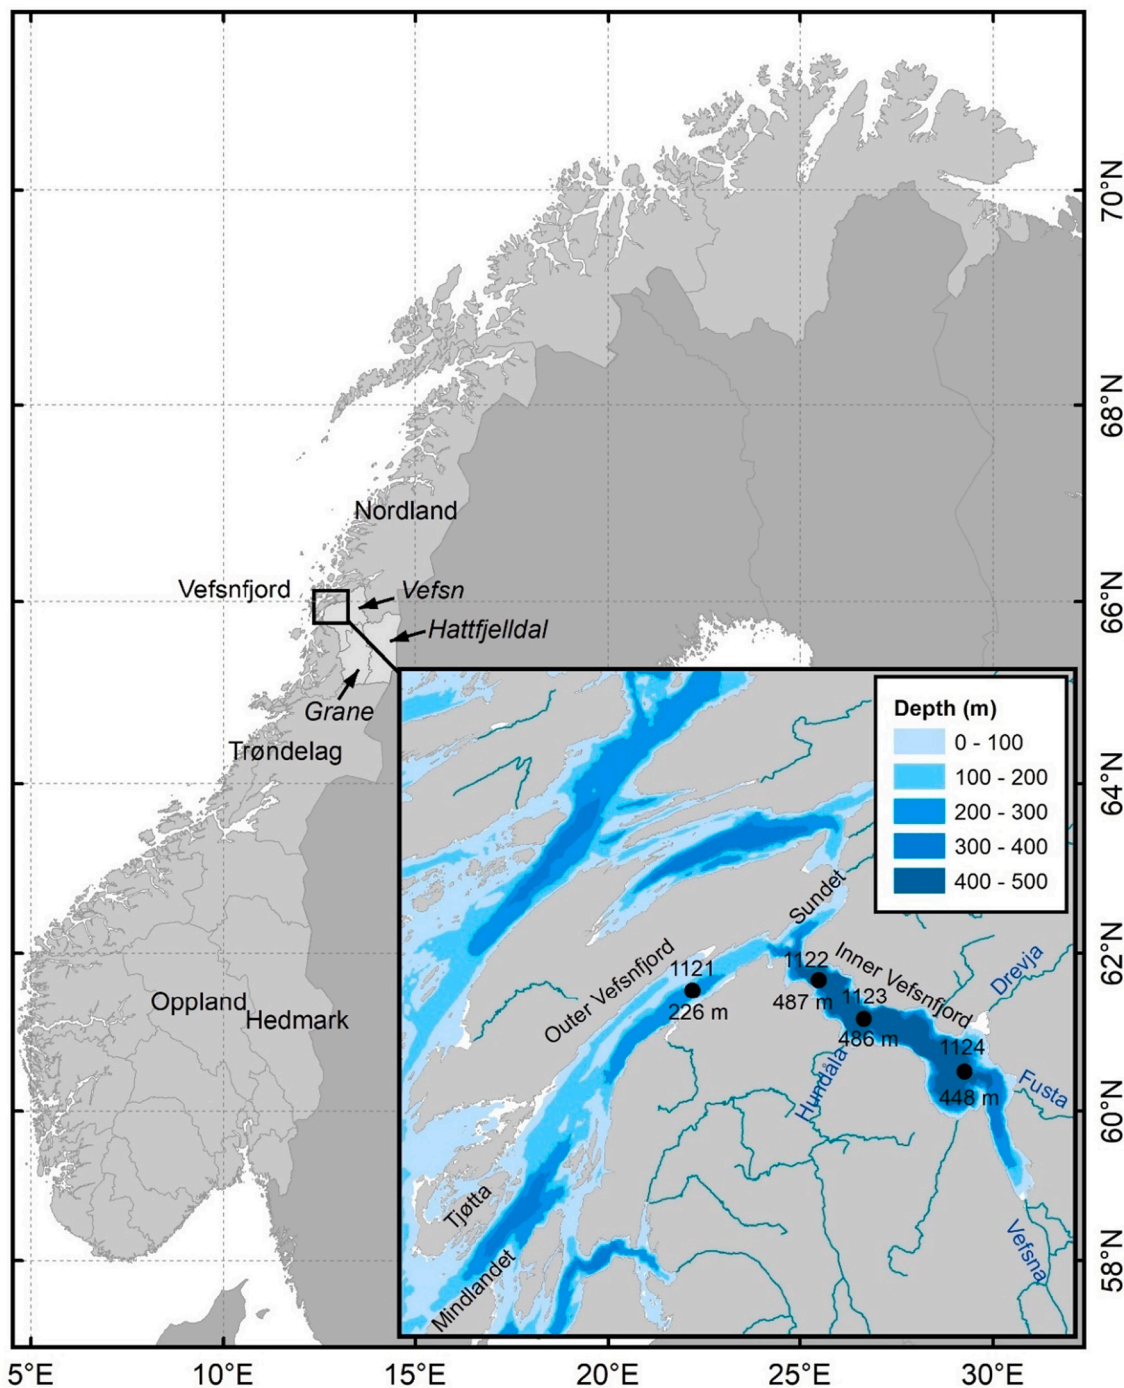 70°N
68°N
Nordland
Vefsnfjord
Vefsn
66°N
Hattfjelldal
Grane
Trøndelag
64°N
Depth (m)
0 - 100
100 - 200
200 - 300
300 - 400
400 - 500
Sundet
62°N
Outer Vefsnfjord
1121
226 m
1122
487 m
Inner Vefsnfjord
1123
486 m
Drevja
1124
448 m
Oppland
Hedmark
Hundåla
Fusta
60°N
Tjøtta
Mindlandet
Vefsna
58°N
5°E
10°E
15°E
20°E
25°E
30°E